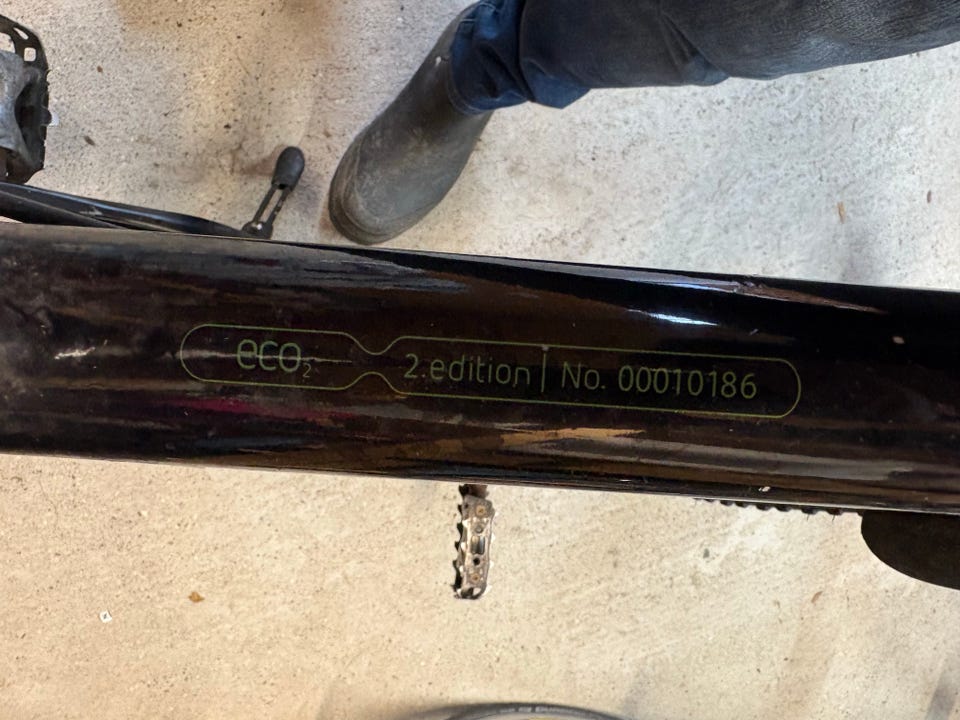 eco₂ 2.edition | No. 00010186